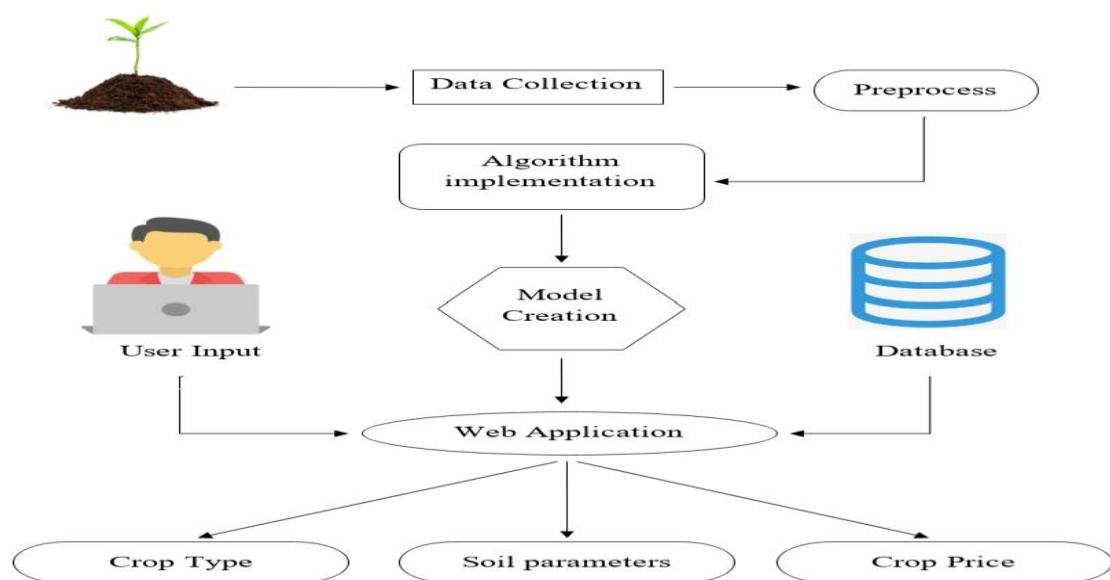 Data Collection
Preprocess
Algorithm
implementation
Model
Creation
User Input
Database
Web Application
Crop Type
Soil parameters
Crop Price